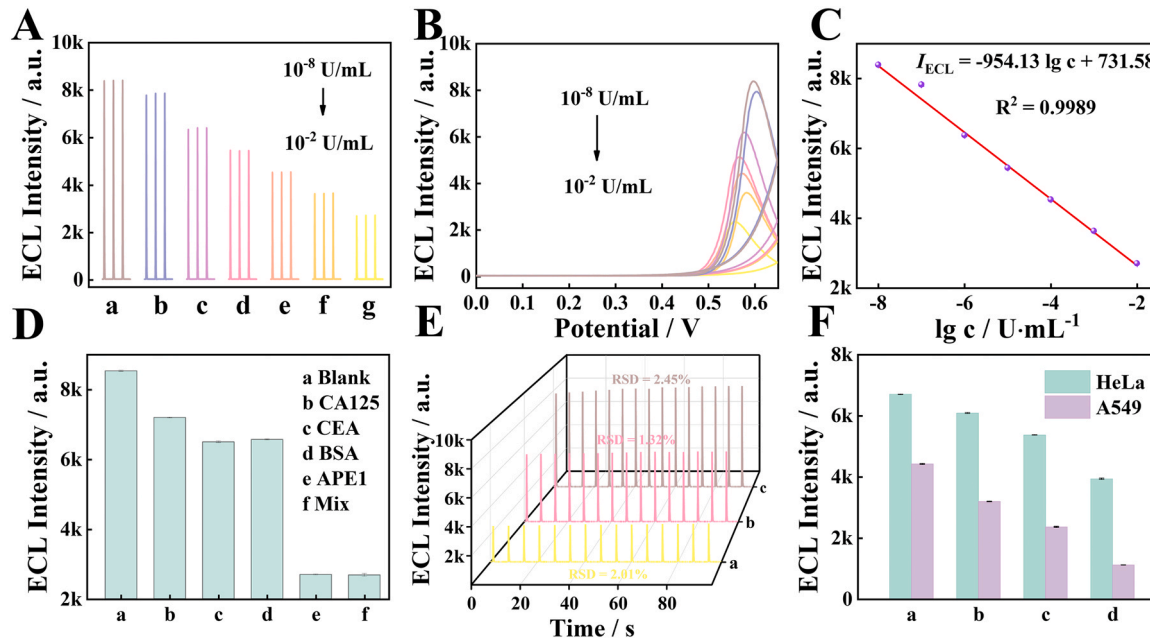 A
ECL Intensity / a.u.
10k
8k
6k
4k
2k
0
10⁻⁸ U/mL
10⁻² U/mL
a b c d e f g
B
ECL Intensity / a.u.
10k
8k
6k
4k
2k
0
10⁻⁸ U/mL
10⁻² U/mL
0.0 0.1 0.2 0.3 0.4 0.5 0.6
Potential / V
C
ECL Intensity / a.u.
8k
6k
4k
2k
I_ECL = -954.13 lg c + 731.58
R² = 0.9989
-8 -6 -4 -2
lg c / U·mL⁻¹
D
ECL Intensity / a.u.
8k
6k
4k
2k
a Blank
b CA125
c CEA
d BSA
e APE1
f Mix
a b c d e f
E
ECL Intensity / a.u.
10k
8k
6k
4k
2k
RSD = 2.45%
RSD = 1.32%
RSD = 2.01%
c
b
a
0 20 40 60 80
Time / s
F
ECL Intensity / a.u.
8k
6k
4k
2k
0
HeLa
A549
a b c d